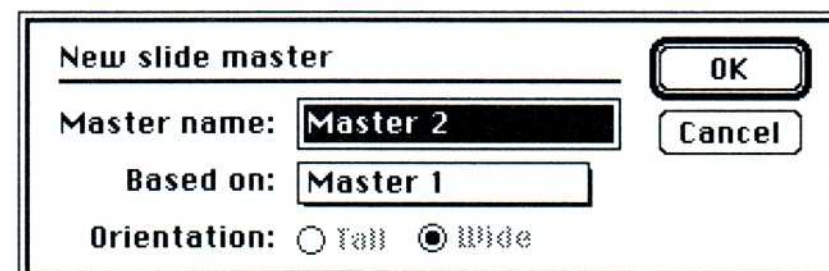 New slide master
OK
Master name: Master 2
Cancel
Based on: Master 1
Orientation: Tall Wide